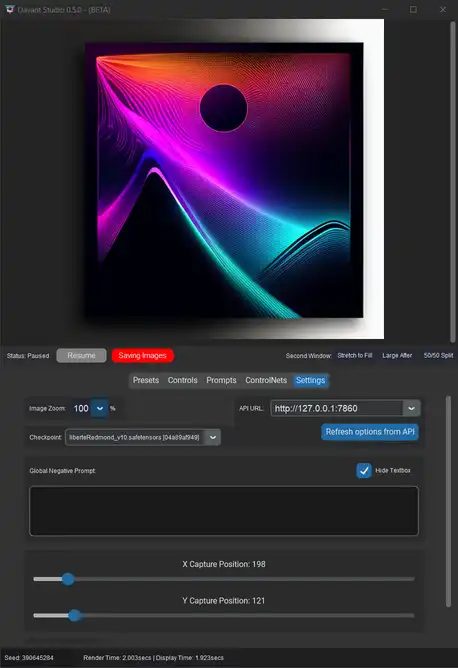 Davant Studio 0.5.0 - (BETA)
Status: Paused
Resume
Saving Images
Second Window:
Stretch to Fill
Large After
50/50 Split
Presets
Controls
Prompts
ControlNets
Settings
Image Zoom:
100
%
API URL:
http://127.0.0.1:7860
Checkpoint:
liberteRedmond_v10.safetensors [04a89af949]
Refresh options from API
Global Negative Prompt:
Hide Textbox
X Capture Position: 198
Y Capture Position: 121
Seed: 390645284
Render Time: 2.003secs | Display Time: 1.923secs